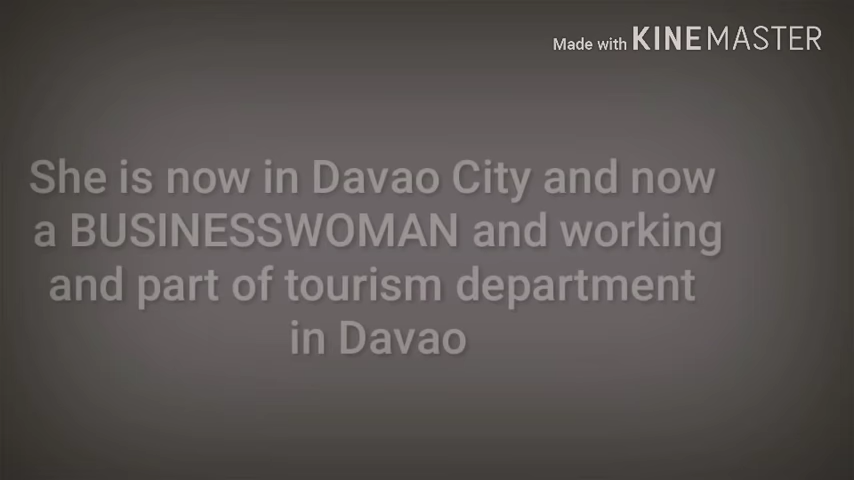 Made with KINEMASTER
She is now in Davao City and now
a BUSINESSWOMAN and working
and part of tourism department
in Davao